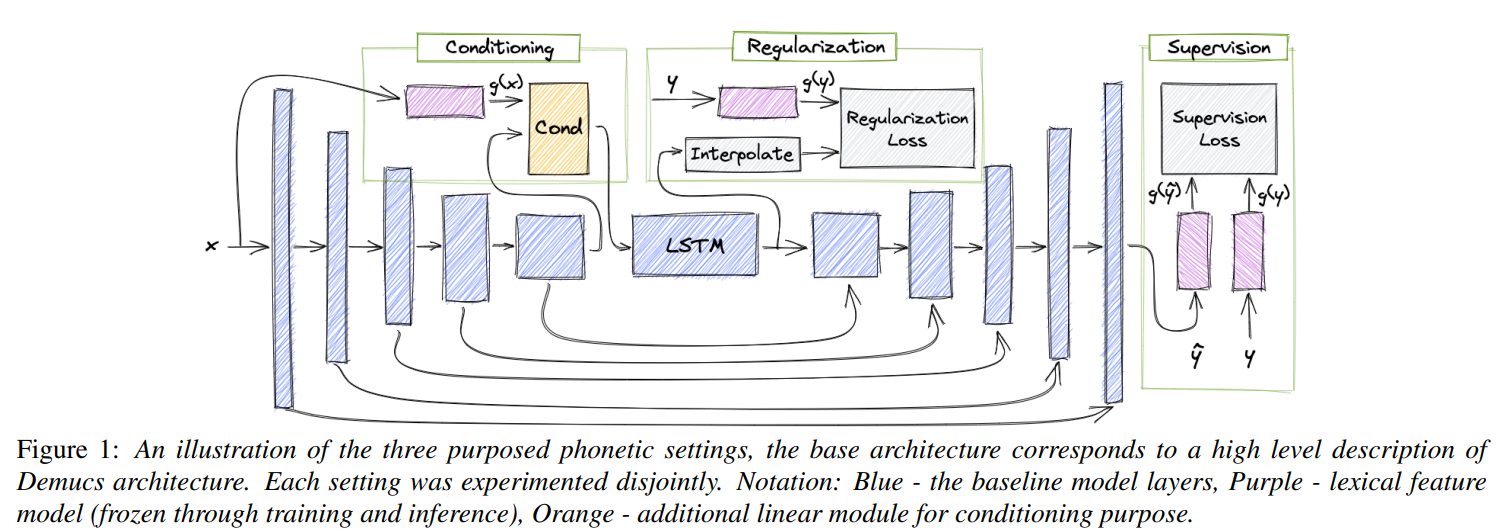 Conditioning
Regularization
Supervision
g(x)
y
g(y)
Cond
Regularization
Loss
Supervision
Loss
Interpolate
g(ŷ)
g(y)
x
LSTM
ŷ
y
Figure 1: An illustration of the three purposed phonetic settings, the base architecture corresponds to a high level description of
Demucs architecture. Each setting was experimented disjointly. Notation: Blue - the baseline model layers, Purple - lexical feature
model (frozen through training and inference), Orange - additional linear module for conditioning purpose.